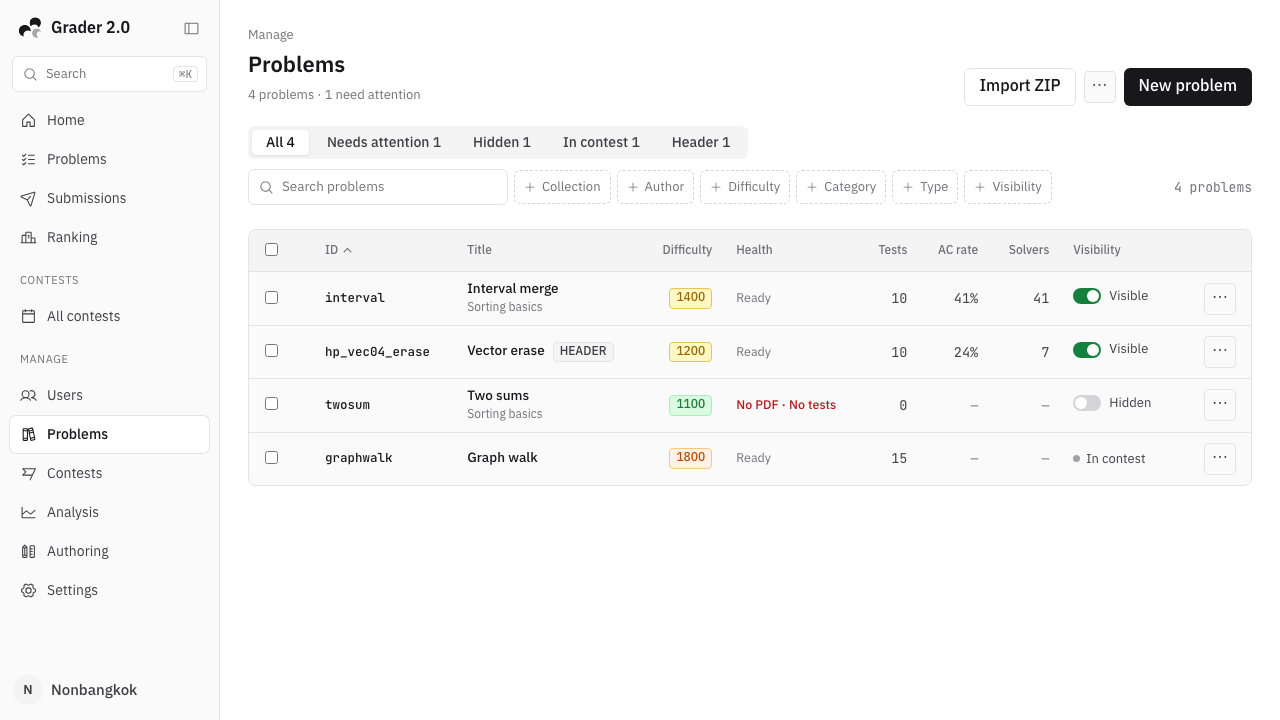 Grader 2.0
Search ⌘K
Home
Problems
Submissions
Ranking
CONTESTS
All contests
MANAGE
Users
Problems
Contests
Analysis
Authoring
Settings
N Nonbangkok
Manage
Problems
4 problems · 1 need attention
Import ZIP ··· New problem
All 4 Needs attention 1 Hidden 1 In contest 1 Header 1
Search problems + Collection + Author + Difficulty + Category + Type + Visibility 4 problems
ID Title Difficulty Health Tests AC rate Solvers Visibility
interval Interval merge 1400 Ready 10 41% 41 Visible ···
Sorting basics
hp_vec04_erase Vector erase HEADER 1200 Ready 10 24% 7 Visible ···
twosum Two sums 1100 No PDF · No tests 0 – – Hidden ···
Sorting basics
graphwalk Graph walk 1800 Ready 15 – – In contest ···